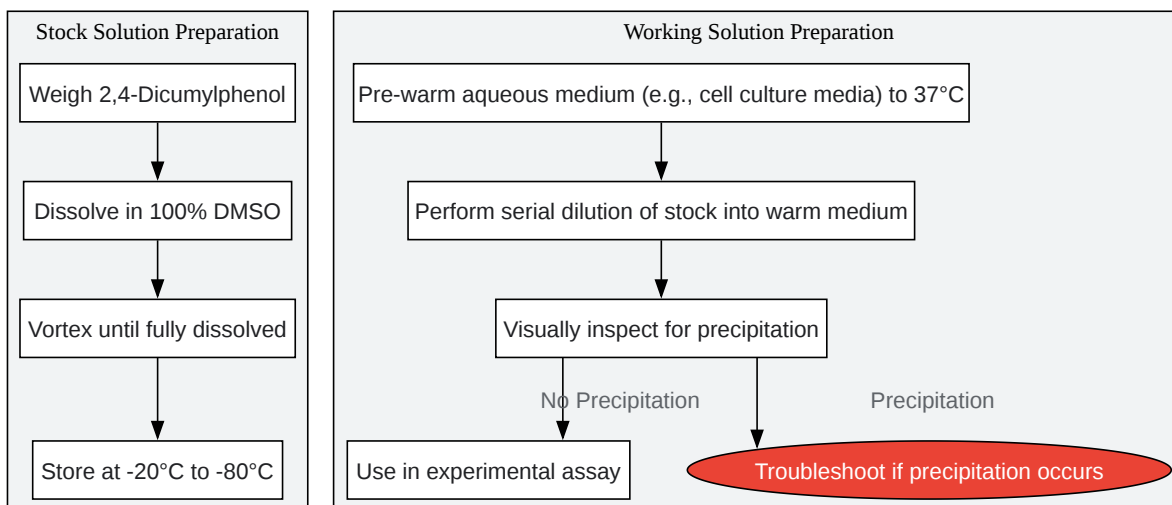 Stock Solution Preparation
Weigh 2,4-Dicumylphenol
Dissolve in 100% DMSO
Vortex until fully dissolved
Store at -20°C to -80°C
Working Solution Preparation
Pre-warm aqueous medium (e.g., cell culture media) to 37°C
Perform serial dilution of stock into warm medium
Visually inspect for precipitation
No Precipitation
Precipitation
Use in experimental assay
Troubleshoot if precipitation occurs